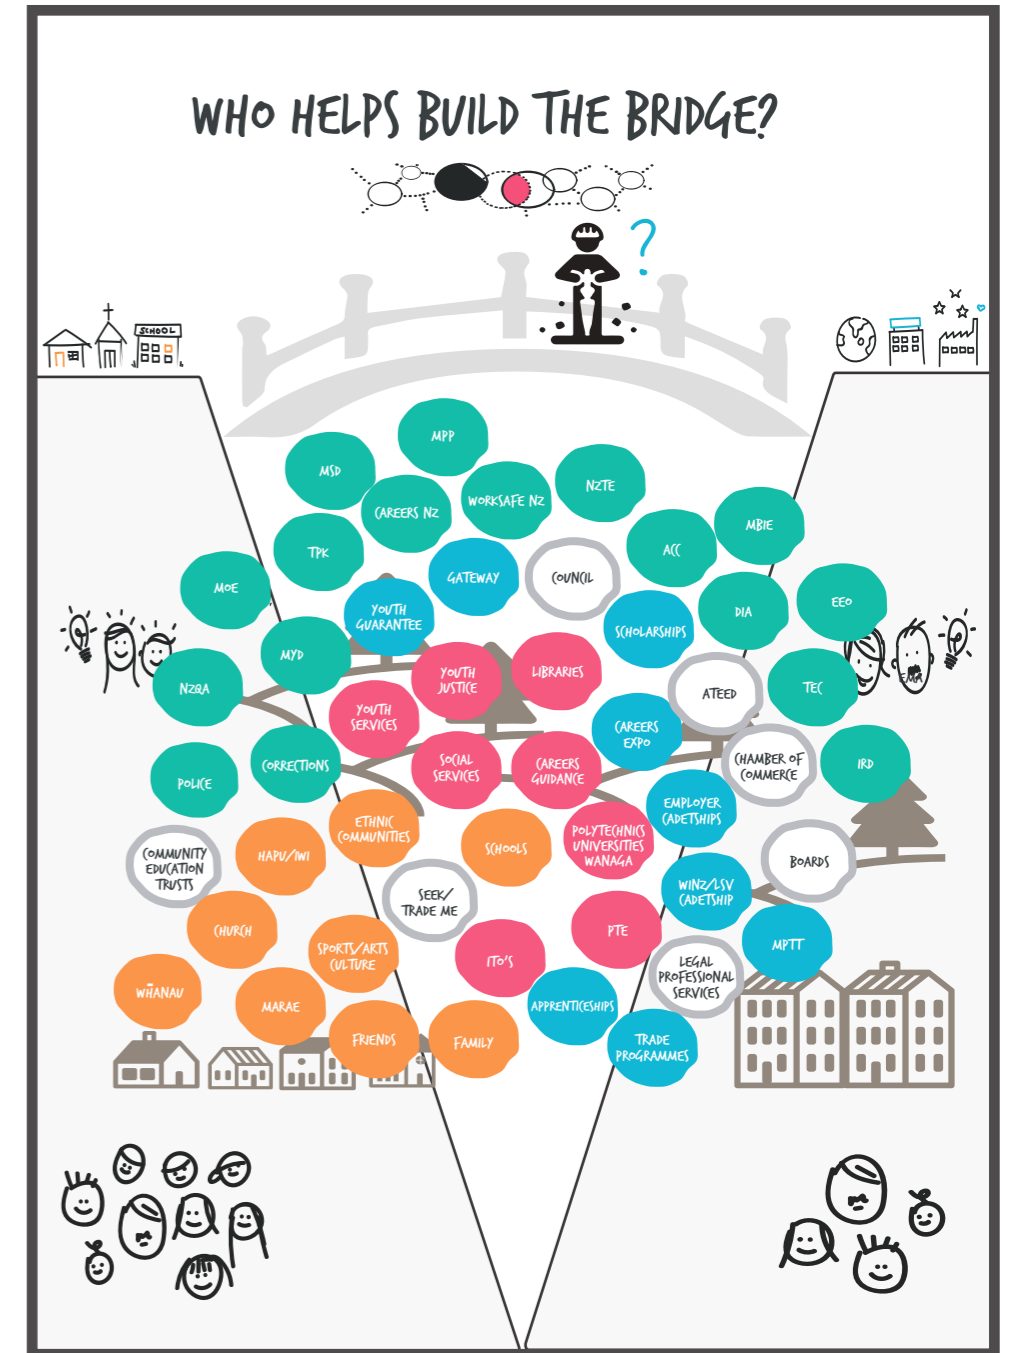 WHO HELPS BUILD THE BRIDGE?
?
SCHOOL
MPP
MSD
NZTE
CAREERS NZ
WORKSAFE NZ
MBIE
TPK
ACC
GATEWAY
COUNCIL
MOE
EEO
YOUTH
GUARANTEE
DIA
SCHOLARSHIPS
MYD
LIBRARIES
YOUTH
JUSTICE
NZQA
TEC
EMA
ATEED
YOUTH
SERVICES
CAREERS
EXPO
POLICE
CORRECTIONS
SOCIAL
SERVICES
CAREERS
GUIDANCE
CHAMBER OF
COMMERCE
IRD
ETHNIC
COMMUNITIES
EMPLOYER
CADETSHIPS
COMMUNITY
EDUCATION
TRUSTS
HAPU/IWI
SCHOOLS
POLYTECHNICS
UNIVERSITIES
WANAGA
BOARDS
SEEK/
TRADE ME
WINZ/LSV
CADETSHIP
CHURCH
SPORTS/ARTS
CULTURE
PTE
MPTT
ITO'S
LEGAL
PROFESSIONAL
SERVICES
WHĀNAU
MARAE
APPRENTICESHIPS
FRIENDS
FAMILY
TRADE
PROGRAMMES